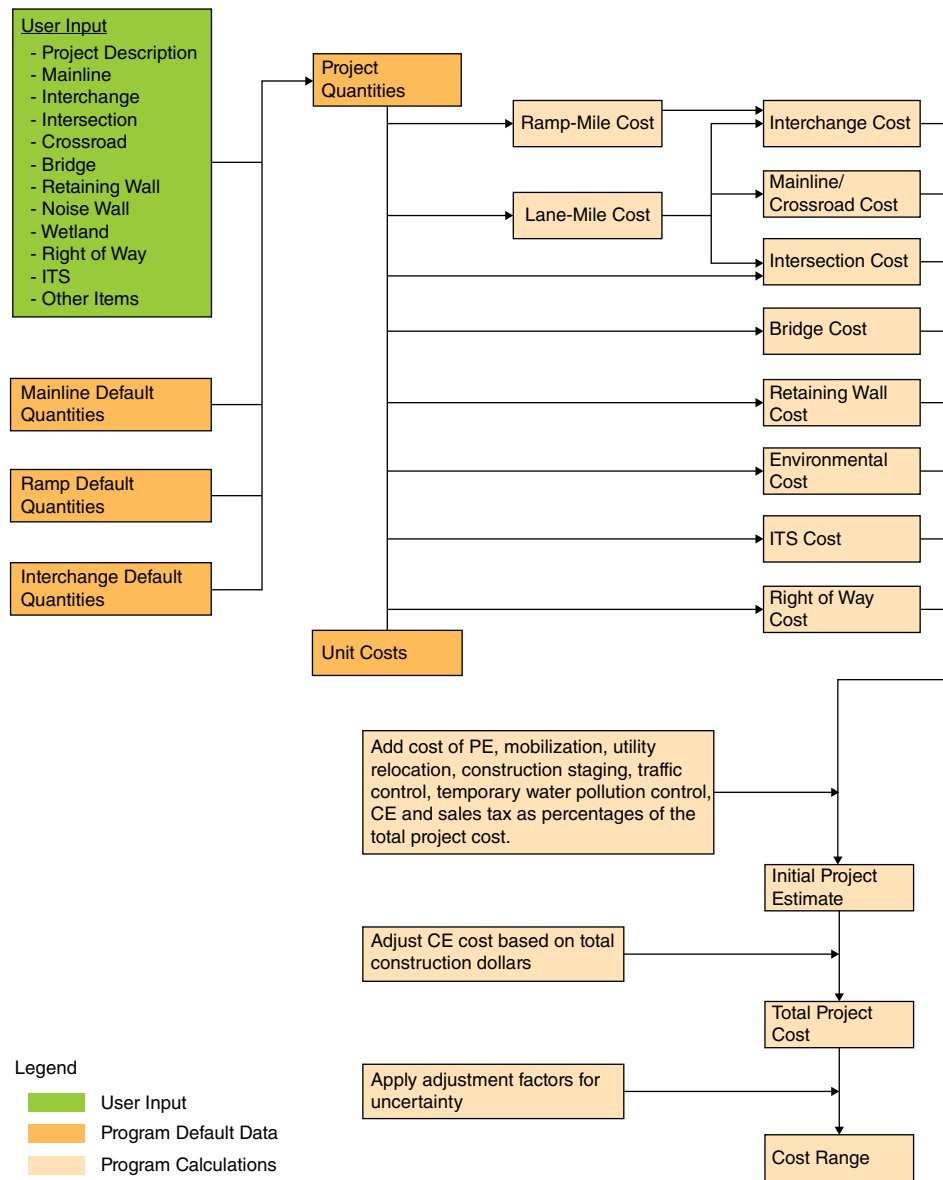 User Input
- Project Description
- Mainline
- Interchange
- Intersection
- Crossroad
- Bridge
- Retaining Wall
- Noise Wall
- Wetland
- Right of Way
- ITS
- Other Items
Project
Quantities
Ramp-Mile Cost
Interchange Cost
Lane-Mile Cost
Mainline/
Crossroad Cost
Intersection Cost
Bridge Cost
Mainline Default
Quantities
Retaining Wall
Cost
Ramp Default
Quantities
Environmental
Cost
ITS Cost
Interchange Default
Quantities
Right of Way
Cost
Unit Costs
Add cost of PE, mobilization, utility
relocation, construction staging, traffic
control, temporary water pollution control,
CE and sales tax as percentages of the
total project cost.
Initial Project
Estimate
Adjust CE cost based on total
construction dollars
Total Project
Cost
Apply adjustment factors for
uncertainty
Cost Range
Legend
User Input
Program Default Data
Program Calculations